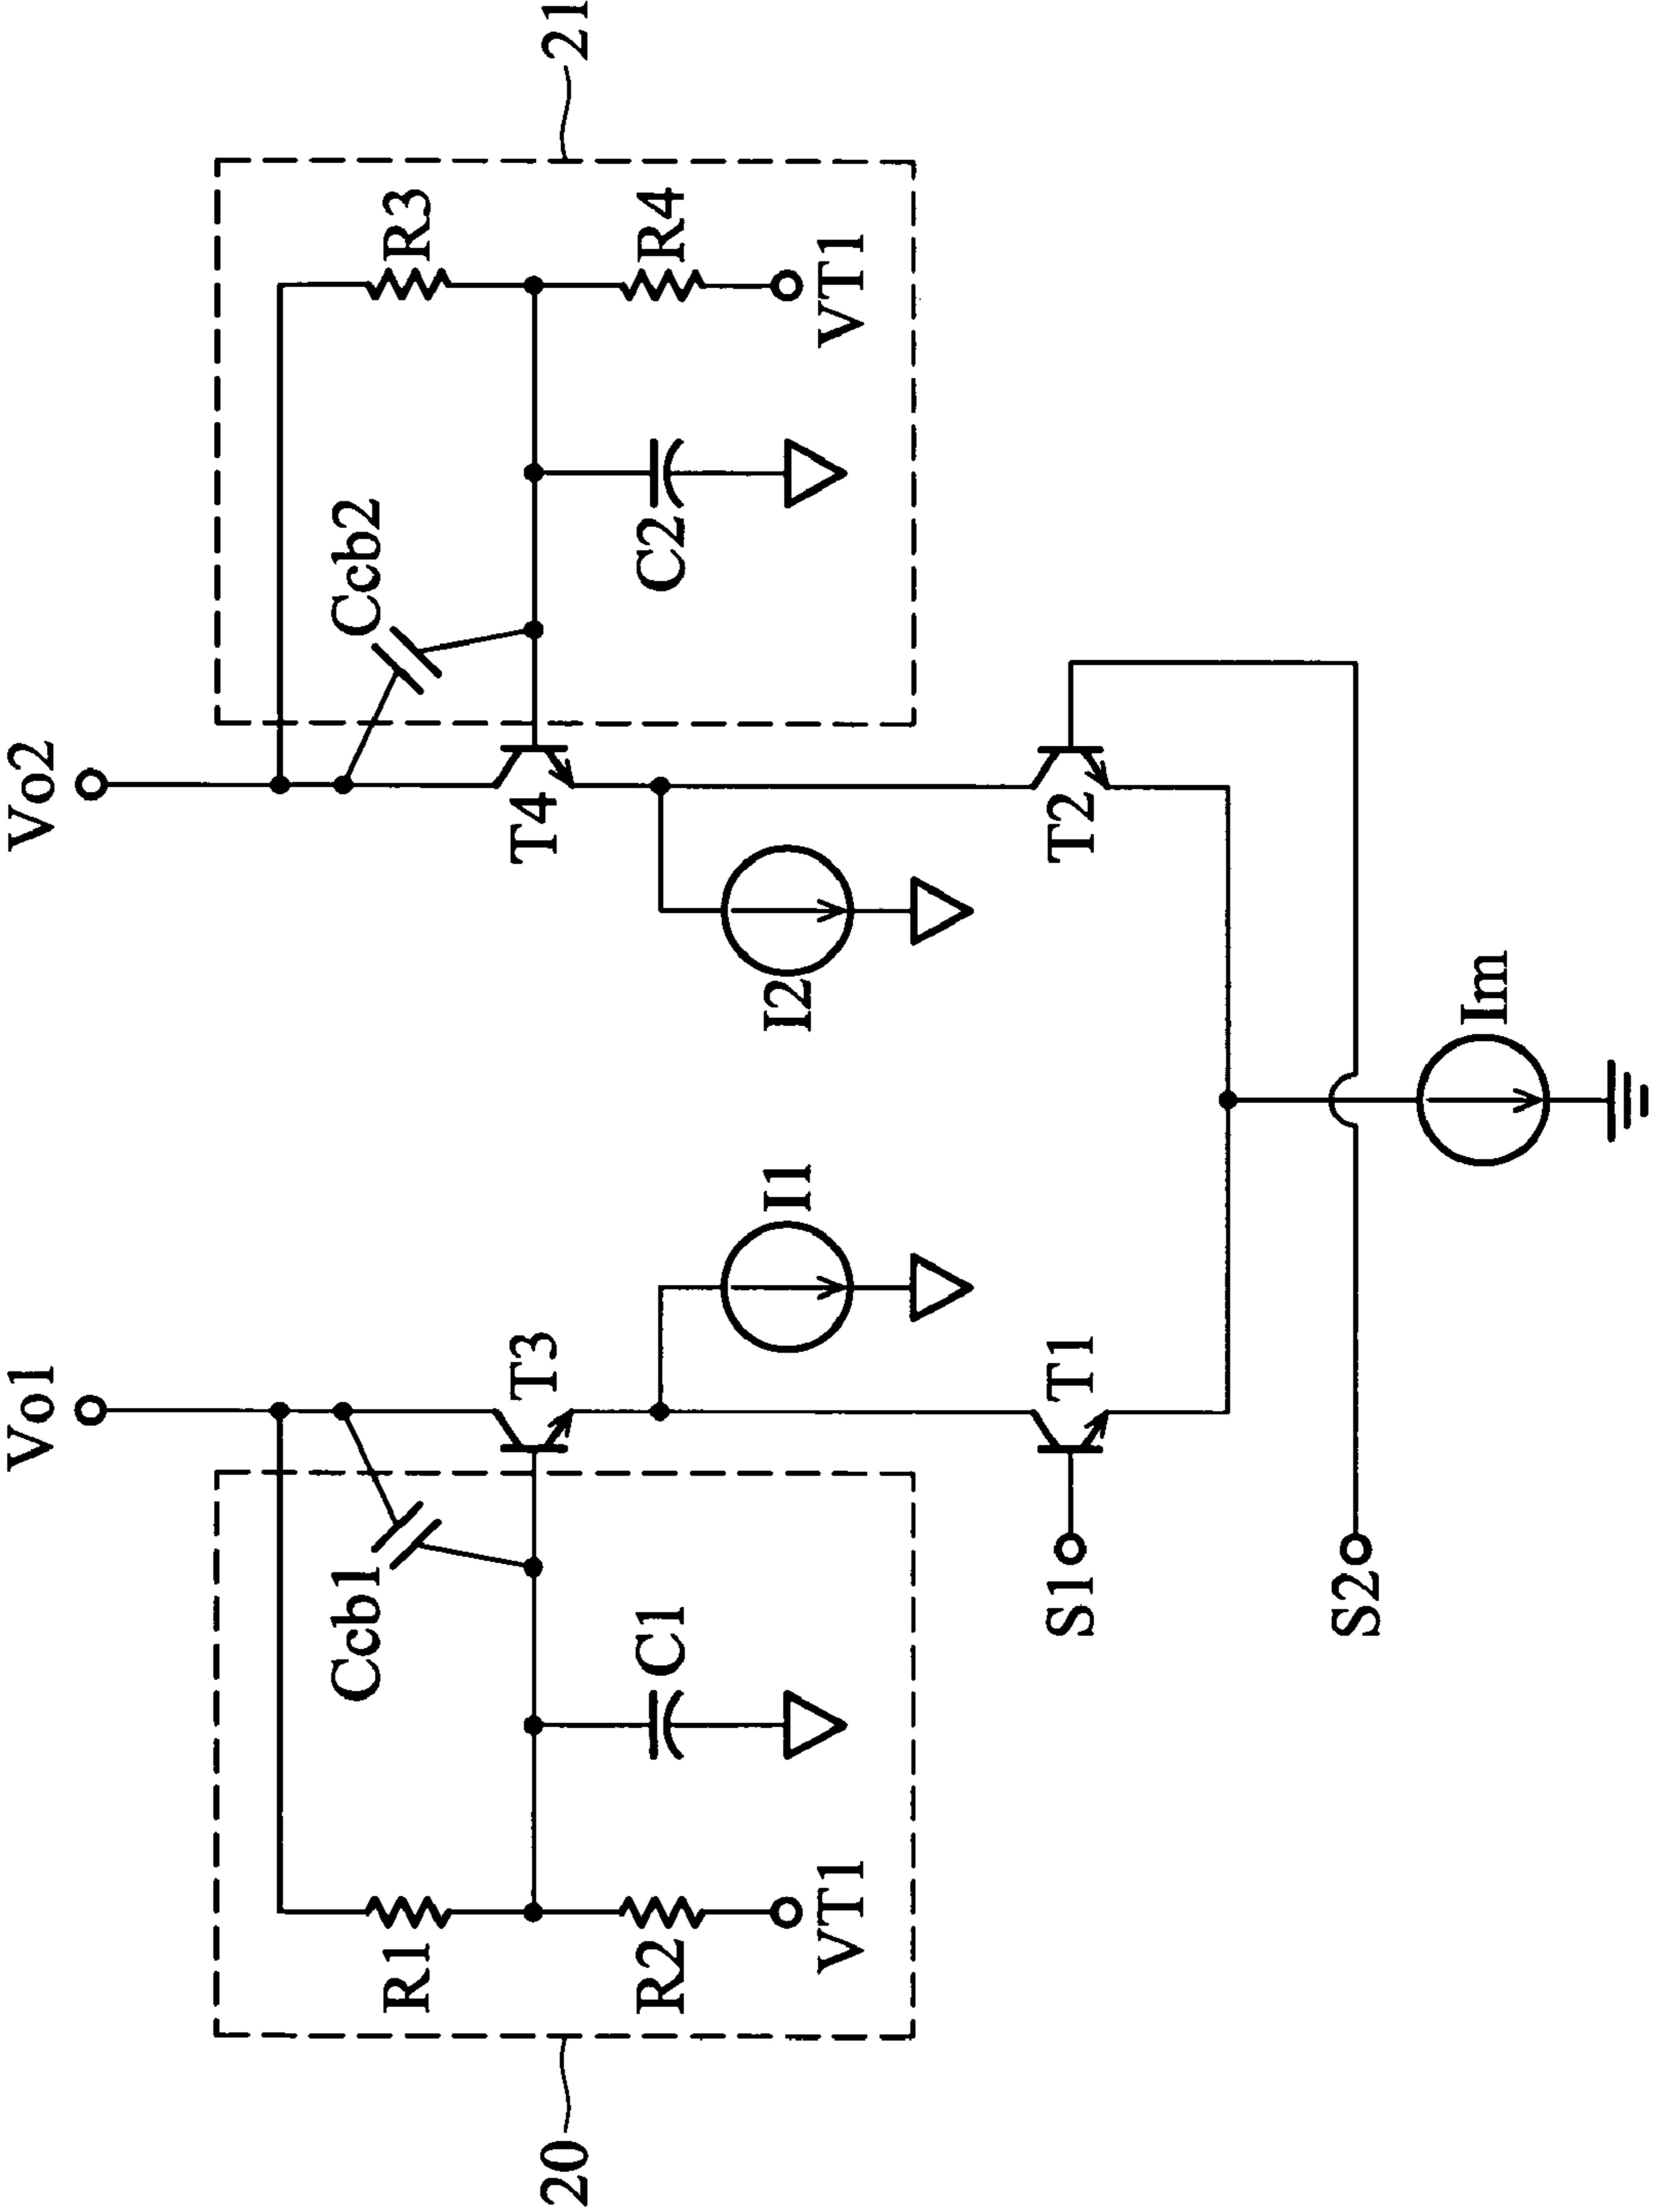 Vo1
Vo2
Ccb1
Ccb2
R1
R3
T3
T4
20
21
C1
C2
R2
R4
I1
I2
VT1
VT1
S1
T1
T2
S2
Im